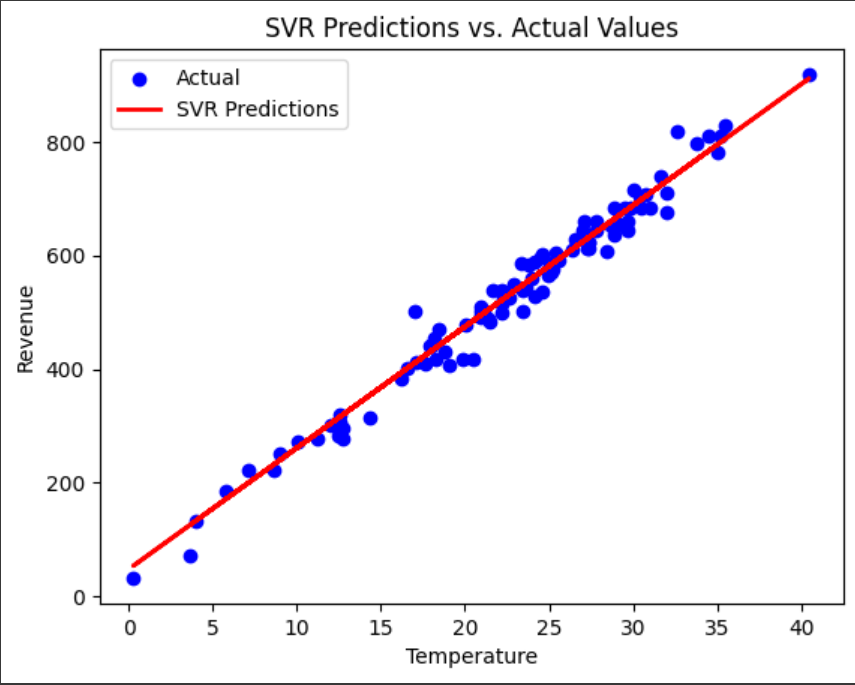 SVR Predictions vs. Actual Values
Actual
SVR Predictions
800
600
400
200
0
Revenue
0 5 10 15 20 25 30 35 40
Temperature